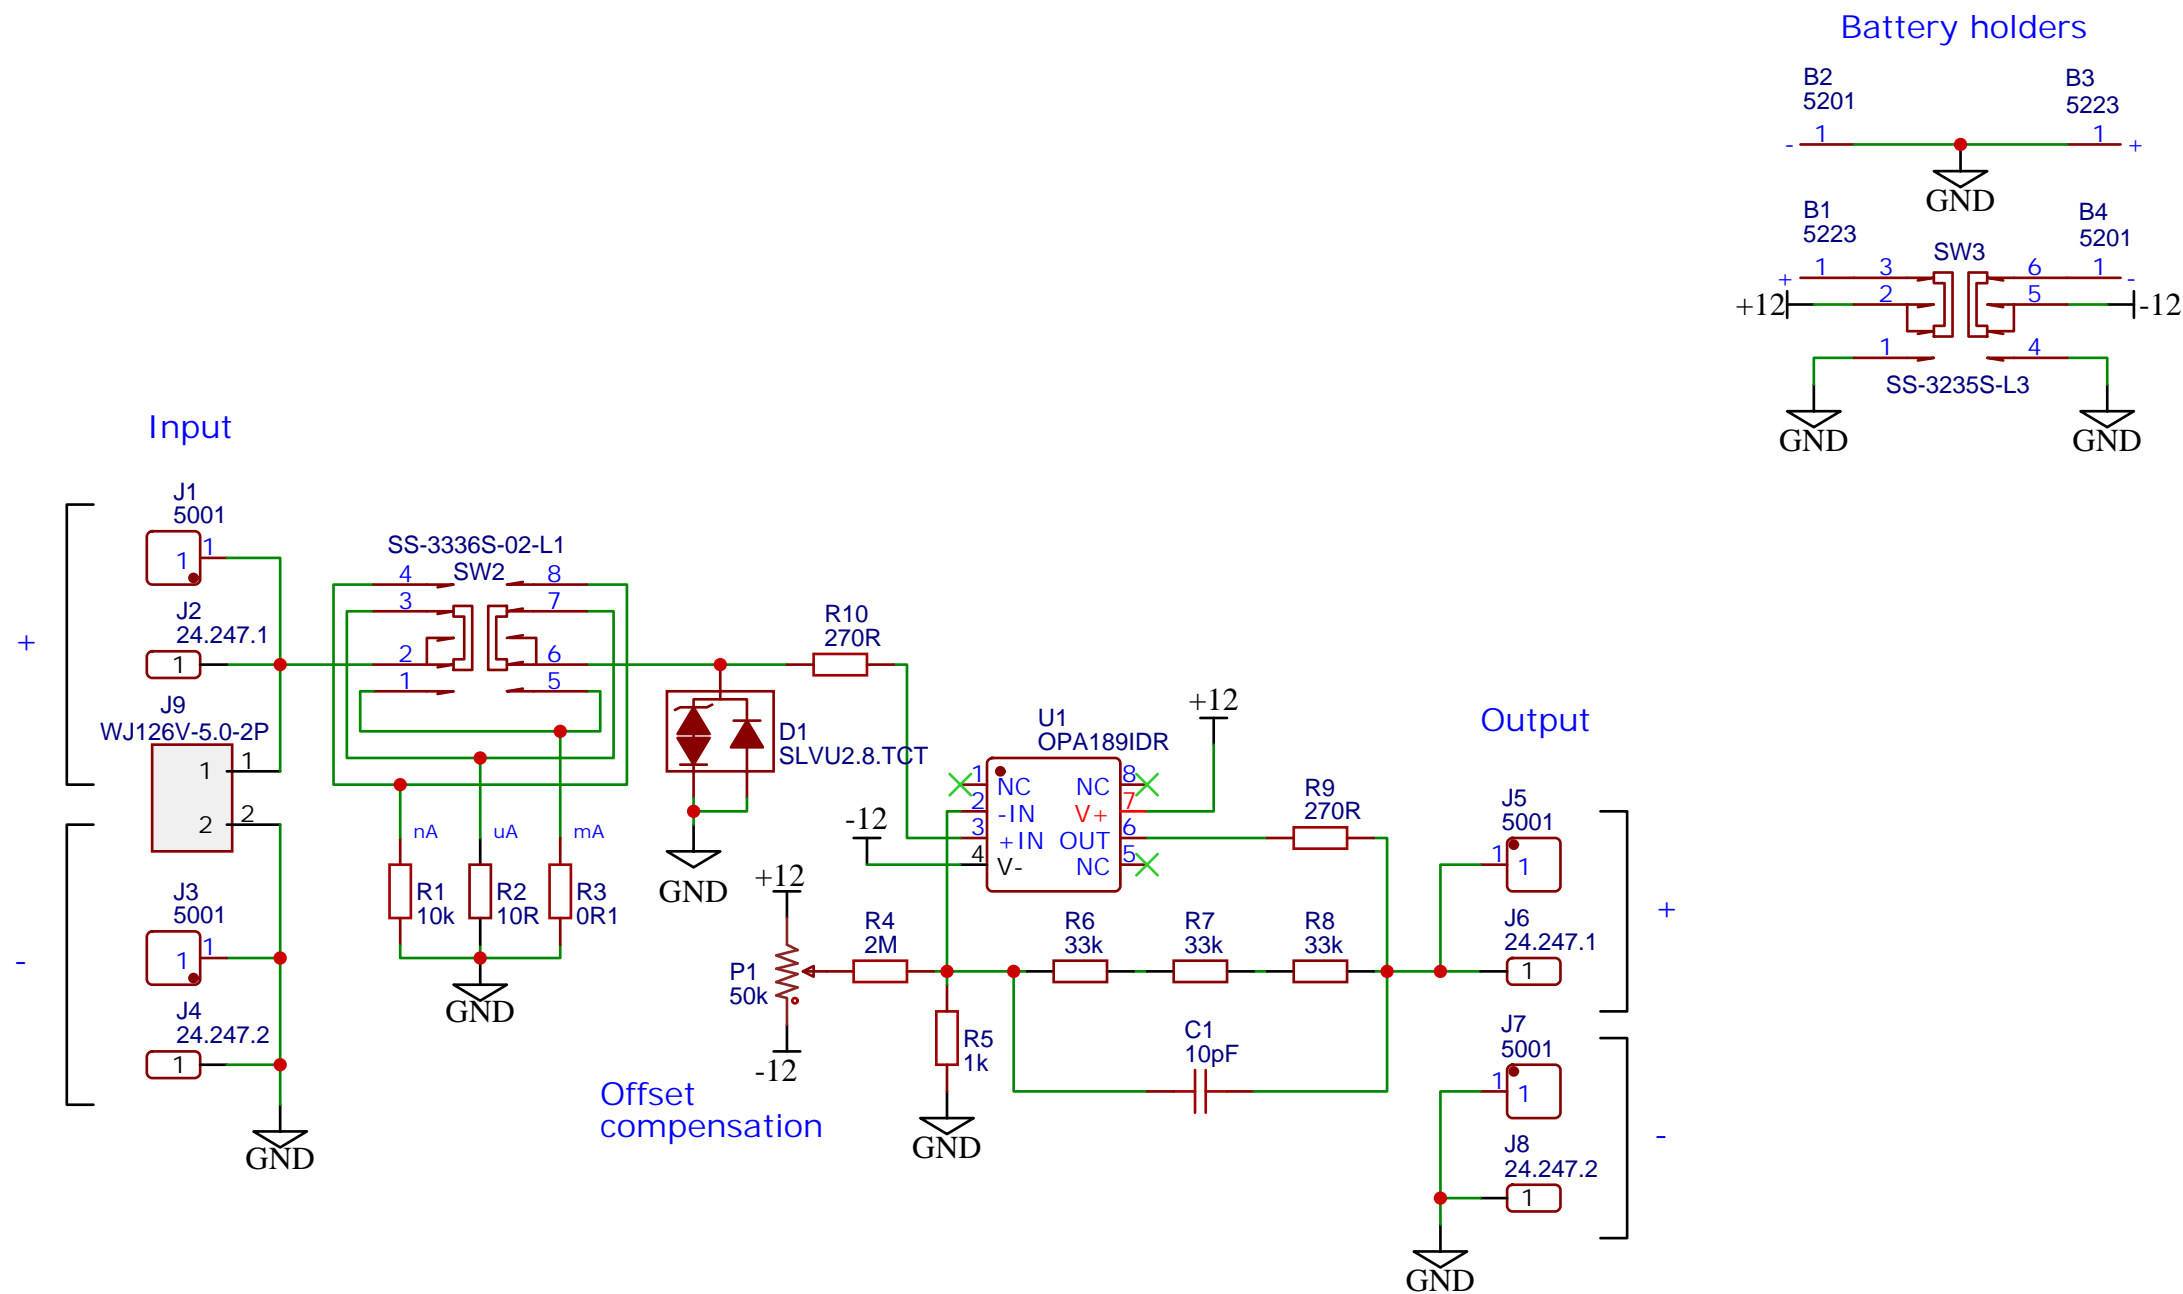 Battery holders
B2
5201
B3
5223
1
1
-
+
GND
B1
5223
B4
5201
SW3
1
3
6
1
+
-
2
5
+12
-12
1
4
SS-3235S-L3
GND
GND
Input
J1
5001
1
1
J2
24.247.1
1
+
J9
WJ126V-5.0-2P
1
1
2
2
J3
5001
1
1
-
J4
24.247.2
1
GND
SS-3336S-02-L1
SW2
4
8
3
7
2
6
1
5
nA
uA
mA
R1
10k
R2
10R
R3
0R1
GND
R10
270R
D1
SLVU2.8.TCT
GND
U1
OPA189IDR
+12
-12
1
NC
NC
8
2
-IN
V+
7
3
+IN
OUT
6
4
V-
NC
5
R9
270R
+12
P1
50k
-12
R4
2M
R6
33k
R7
33k
R8
33k
R5
1k
C1
10pF
GND
Offset
compensation
Output
J5
5001
1
1
J6
24.247.1
1
+
J7
5001
1
1
-
J8
24.247.2
1
GND